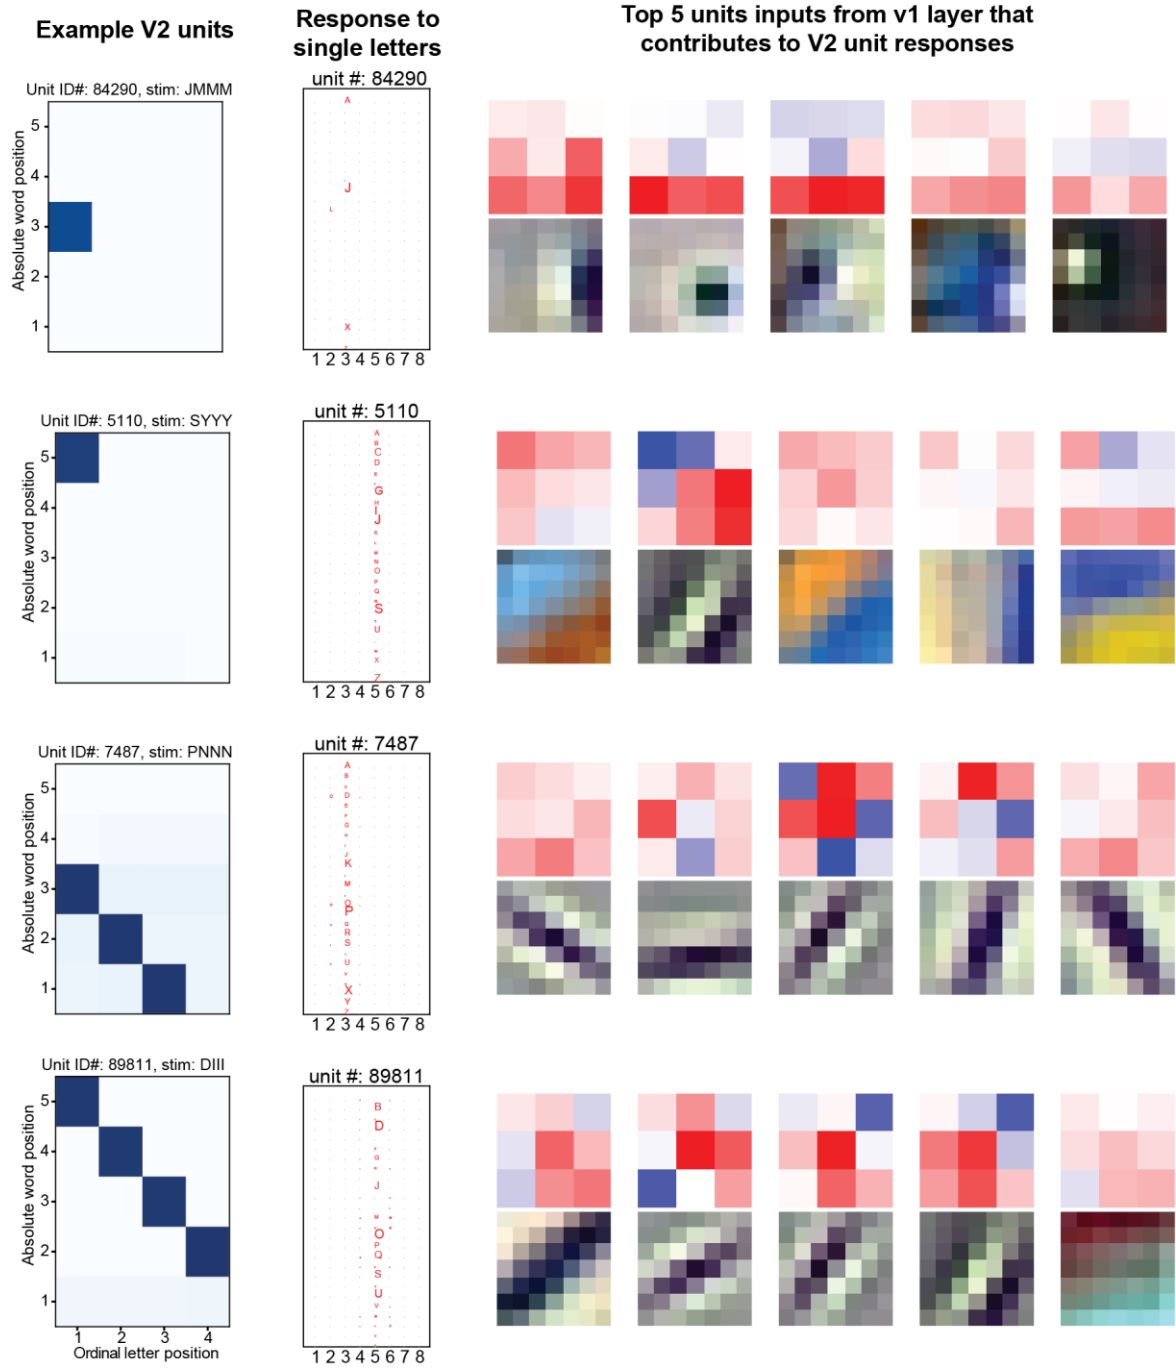 Example V2 units
Response to
single letters
Top 5 units inputs from v1 layer that
contributes to V2 unit responses
Unit ID#: 84290, stim: JMMM
Absolute word position
5
4
3
2
1
unit #: 84290
A
J
L
X
1 2 3 4 5 6 7 8
Unit ID#: 5110, stim: SYYY
Absolute word position
5
4
3
2
1
unit #: 5110
A
B
C
D
G
H
I
J
N
O
P
Q
S
U
X
Z
1 2 3 4 5 6 7 8
Unit ID#: 7487, stim: PNNN
Absolute word position
5
4
3
2
1
unit #: 7487
A
B
D
E
F
G
J
K
M
O
P
Q
R
S
U
X
Y
Z
1 2 3 4 5 6 7 8
Unit ID#: 89811, stim: DIII
Absolute word position
5
4
3
2
1
1 2 3 4
Ordinal letter position
unit #: 89811
B
D
F
G
J
M
O
P
Q
S
U
V
1 2 3 4 5 6 7 8